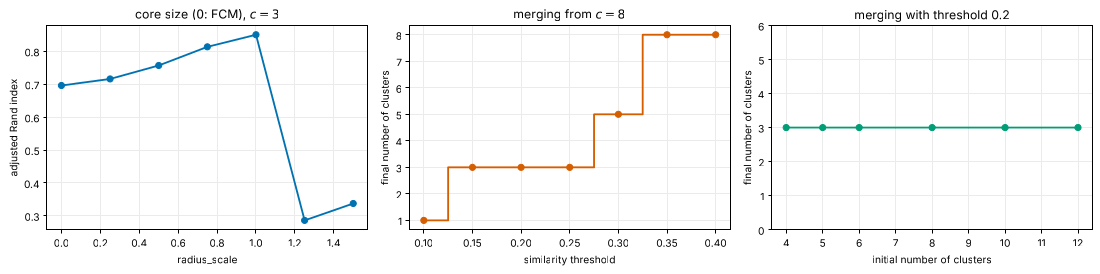 core size (0: FCM), c = 3
adjusted Rand index
0.8
0.7
0.6
0.5
0.4
0.3
0.0 0.2 0.4 0.6 0.8 1.0 1.2 1.4
radius_scale
merging from c = 8
final number of clusters
8
7
6
5
4
3
2
1
0.10 0.15 0.20 0.25 0.30 0.35 0.40
similarity threshold
merging with threshold 0.2
final number of clusters
6
5
4
3
2
1
0
4 5 6 7 8 9 10 11 12
initial number of clusters